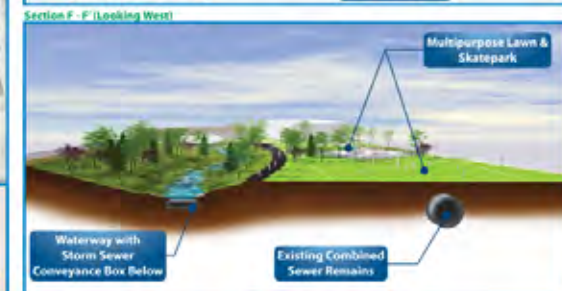 Section F - F' (Looking West)
Multipurpose Lawn &
Skatepark
Waterway with
Storm Sewer
Conveyance Box Below
Existing Combined
Sewer Remains